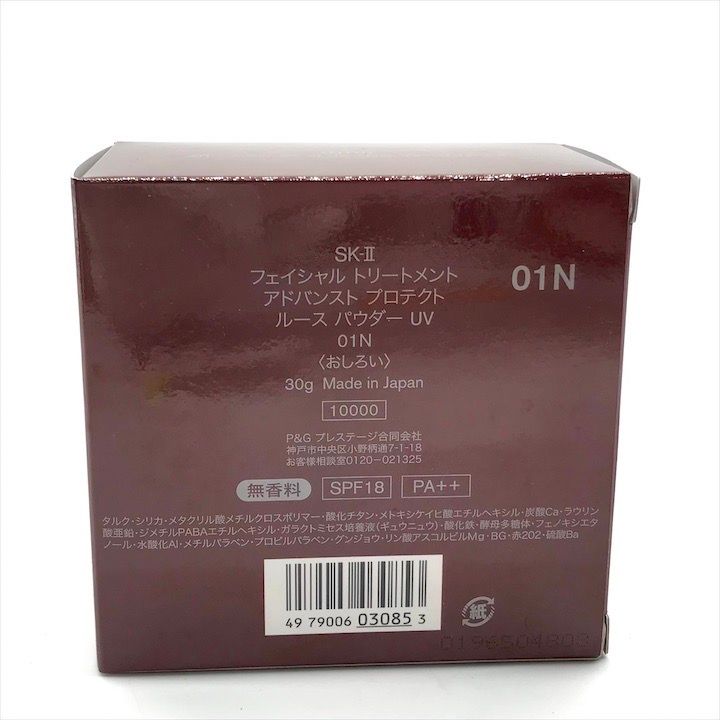 SK-II
フェイシャル トリートメント
アドバンスト プロテクト
ルース パウダー UV
01N
〈おしろい〉
30g Made in Japan
10000
01N
P&G プレステージ合同会社
神戸市中央区小野柄通7-1-18
お客様相談室0120-021325
無香料 SPF18 PA++
タルク・シリカ・メタクリル酸メチルクロスポリマー・酸化チタン・メトキシケイヒ酸エチルヘキシル・炭酸Ca・ラウリン
酸亜鉛・ジメチルPABAエチルヘキシル・ガラクトミセス培養液(ギュウニュウ)・酸化鉄・酵母多糖体・フェノキシエタ
ノール・水酸化Al・メチルパラベン・プロピルパラベン・グンジョウ・リン酸アスコルビルMg・BG・赤202・硫酸Ba
4979006030853
紙
0196504803